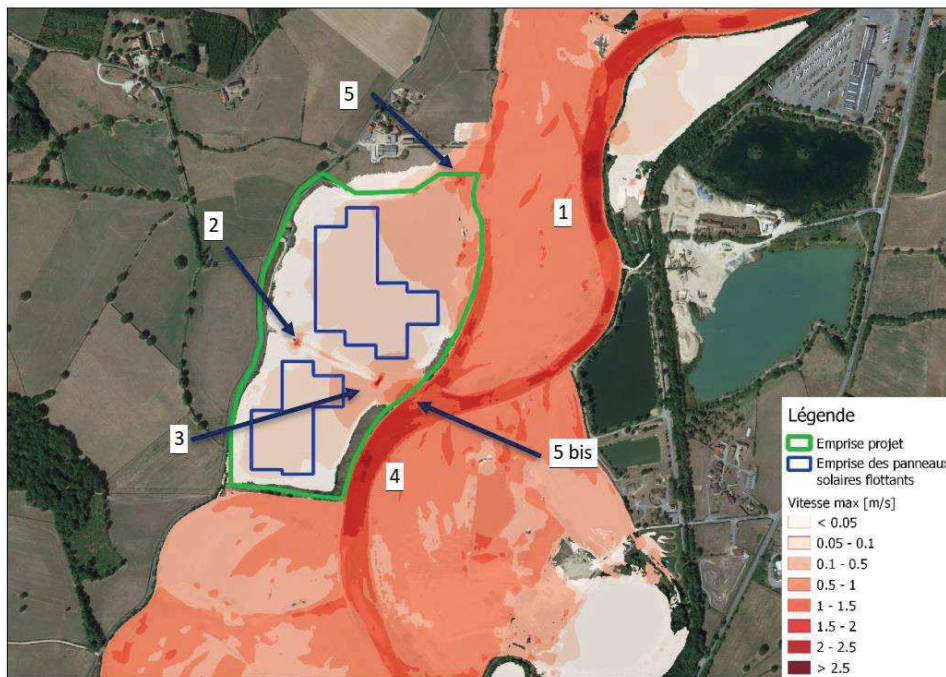 5
1
2
3
4
5 bis
Légende
Emprise projet
Emprise des panneaux
solaires flottants
Vitesse max [m/s]
< 0.05
0.05 - 0.1
0.1 - 0.5
0.5 - 1
1 - 1.5
1.5 - 2
2 - 2.5
> 2.5